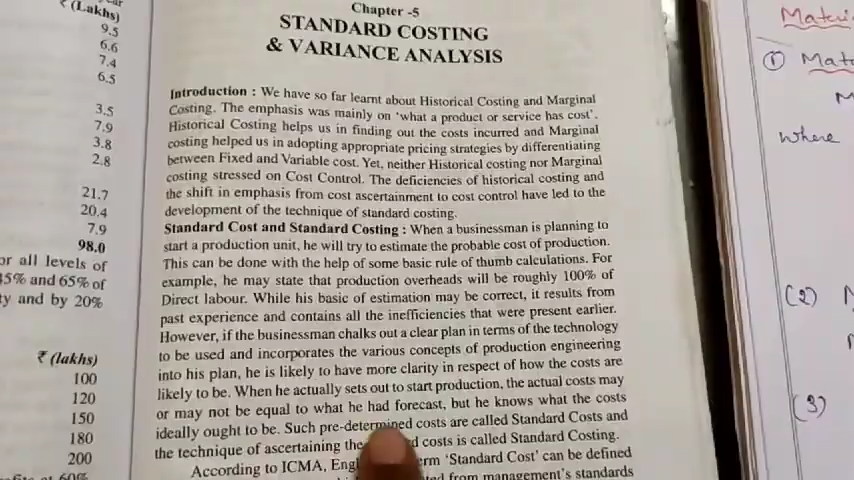 ₹ (Lakhs)
9.5
6.6
7.4
6.5
3.5
7.9
3.8
2.8
21.7
20.4
7.9
98.0
or all levels of
45% and 65% of
ty and by 20%
₹ (lakhs)
100
120
150
180
200
Chapter -5
STANDARD COSTING
& VARIANCE ANALYSIS
Introduction : We have so far learnt about Historical Costing and Marginal
Costing. The emphasis was mainly on 'what a product or service has cost'.
Historical Costing helps us in finding out the costs incurred and Marginal
costing helped us in adopting appropriate pricing strategies by differentiating
between Fixed and Variable cost. Yet, neither Historical costing nor Marginal
costing stressed on Cost Control. The deficiencies of historical costing and
the shift in emphasis from cost ascertainment to cost control have led to the
development of the technique of standard costing.
Standard Cost and Standard Costing : When a businessman is planning to
start a production unit, he will try to estimate the probable cost of production.
This can be done with the help of some basic rule of thumb calculations. For
example, he may state that production overheads will be roughly 100% of
Direct labour. While his basic of estimation may be correct, it results from
past experience and contains all the inefficiencies that were present earlier.
However, if the businessman chalks out a clear plan in terms of the technology
to be used and incorporates the various concepts of production engineering
into his plan, he is likely to have more clarity in respect of how the costs are
likely to be. When he actually sets out to start production, the actual costs may
or may not be equal to what he had forecast, but he knows what the costs
ideally ought to be. Such pre-determined costs are called Standard Costs and
the technique of ascertaining the costs is called Standard Costing.
According to ICMA, 'Standard Cost' can be defined
from management's standards
①
where
(2)
(3)